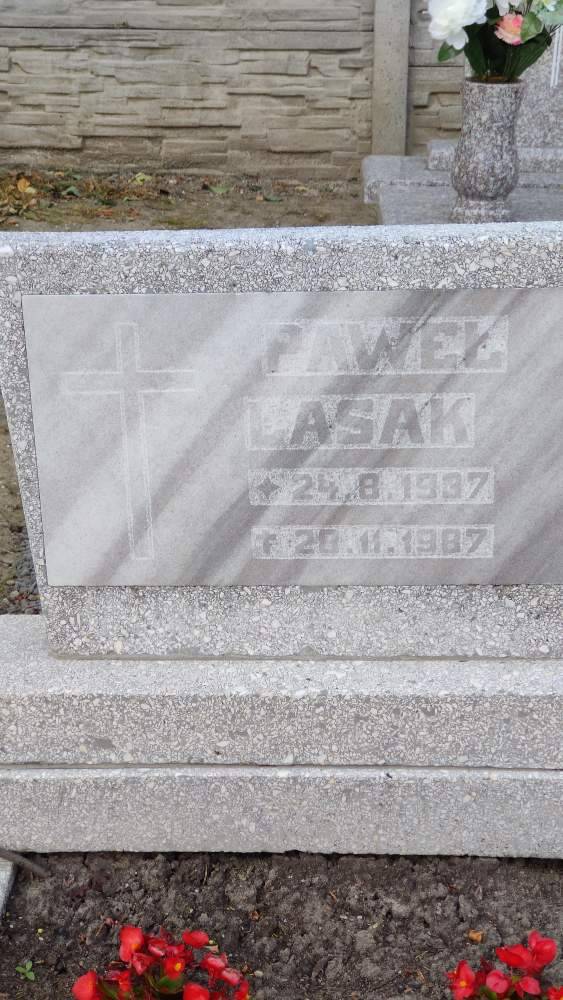 PAWEŁ
LASAK
✦ 24.8.1937
✝ 20.11.1987